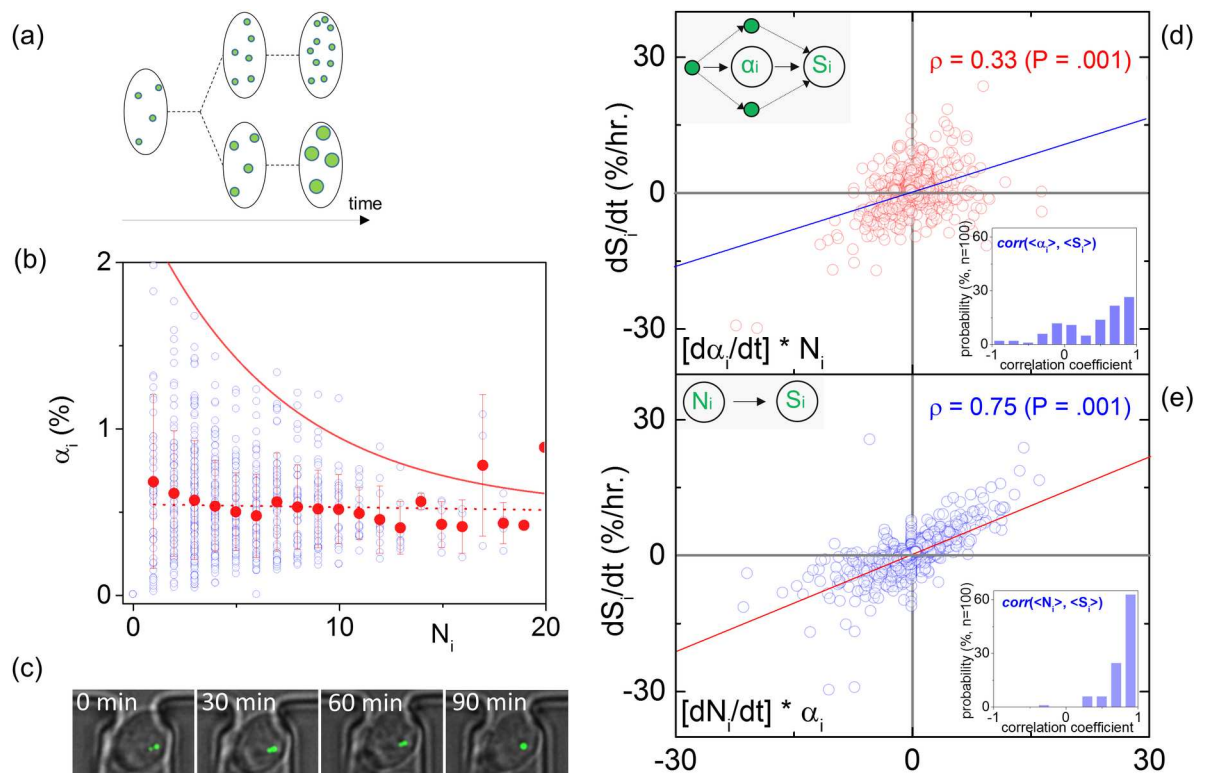 (a)
time
(b)
α_i (%)
2
1
0
0
10
20
N_i
(c)
0 min
30 min
60 min
90 min
(d)
dS_i/dt (%/hr.)
30
0
-30
α_i
S_i
ρ = 0.33 (P = .001)
[dα_i/dt] * N_i
probability (%, n=100)
60
30
0
corr(<α_i>, <S_i>)
-1
0
1
correlation coefficient
(e)
dS_i/dt (%/hr.)
30
0
-30
N_i
S_i
ρ = 0.75 (P = .001)
[dN_i/dt] * α_i
probability (%, n=100)
60
30
0
corr(<N_i>, <S_i>)
-1
0
1
correlation coefficient
-30
0
30